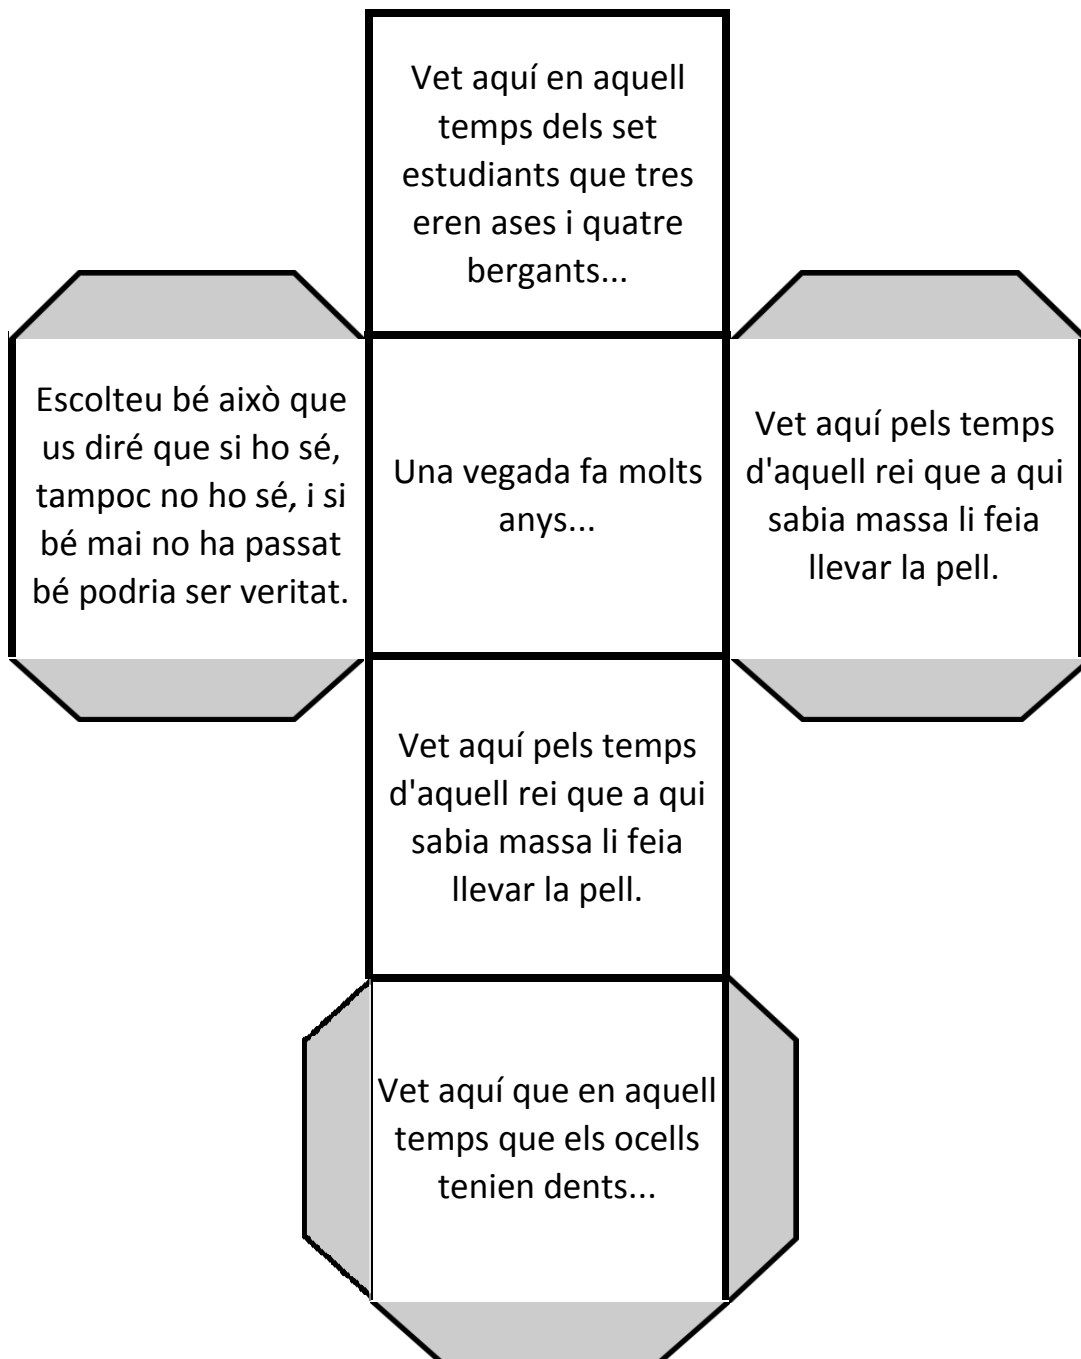 Vet aquí en aquell
temps dels set
estudiants que tres
eren ases i quatre
bergants...
Escolteu bé això que
us diré que si ho sé,
tampoc no ho sé, i si
bé mai no ha passat
bé podria ser veritat.
Una vegada fa molts
anys...
Vet aquí pels temps
d'aquell rei que a qui
sabia massa li feia
llevar la pell.
Vet aquí pels temps
d'aquell rei que a qui
sabia massa li feia
llevar la pell.
Vet aquí que en aquell
temps que els ocells
tenien dents...